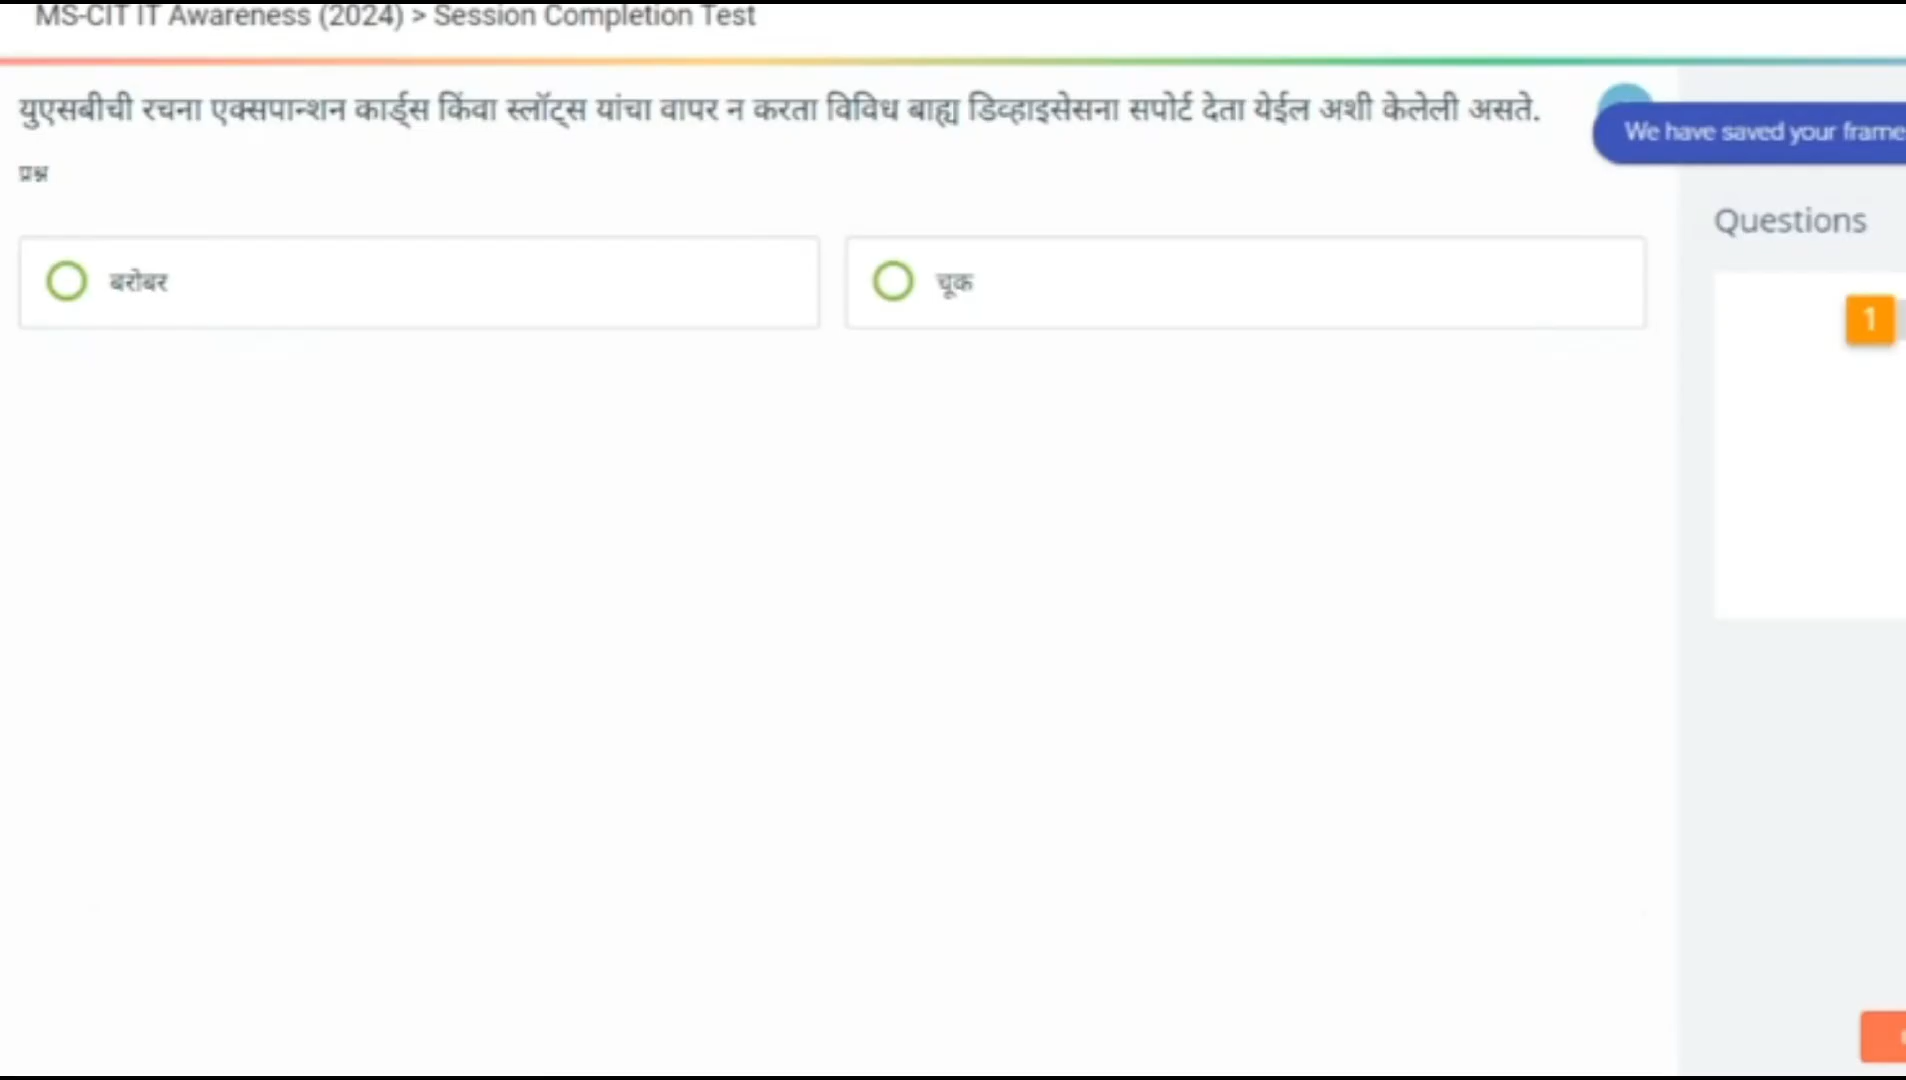 MS-CIT IT Awareness (2024) > Session Completion Test
युएसबीची रचना एक्सपान्शन कार्ड्स किंवा स्लॉट्स यांचा वापर न करता विविध बाह्य डिव्हाइसेसना सपोर्ट देता येईल अशी केलेली असते.
We have saved your frame
प्रश्न
Questions
बरोबर
चूक
1